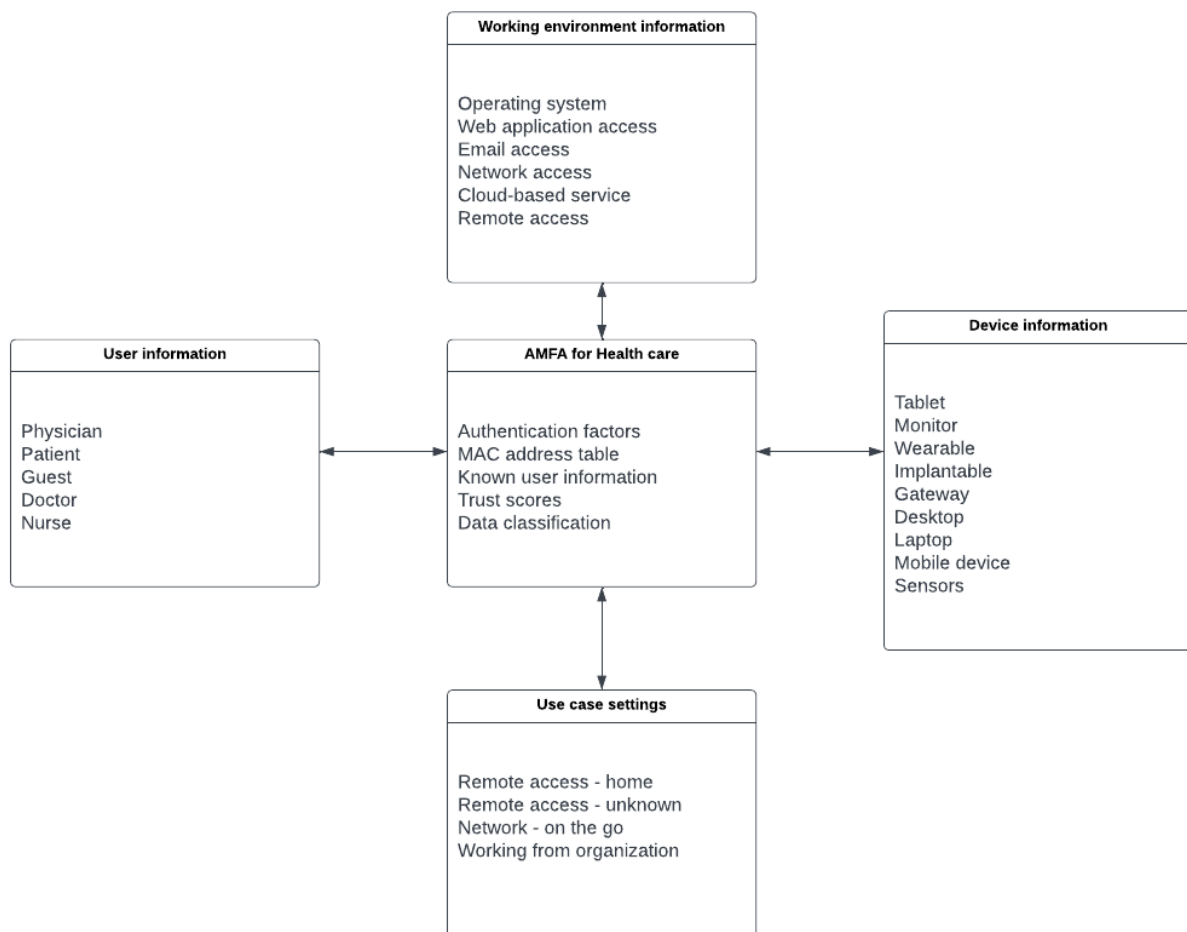 Working environment information
Operating system
Web application access
Email access
Network access
Cloud-based service
Remote access
User information
Physician
Patient
Guest
Doctor
Nurse
AMFA for Health care
Authentication factors
MAC address table
Known user information
Trust scores
Data classification
Device information
Tablet
Monitor
Wearable
Implantable
Gateway
Desktop
Laptop
Mobile device
Sensors
Use case settings
Remote access - home
Remote access - unknown
Network - on the go
Working from organization